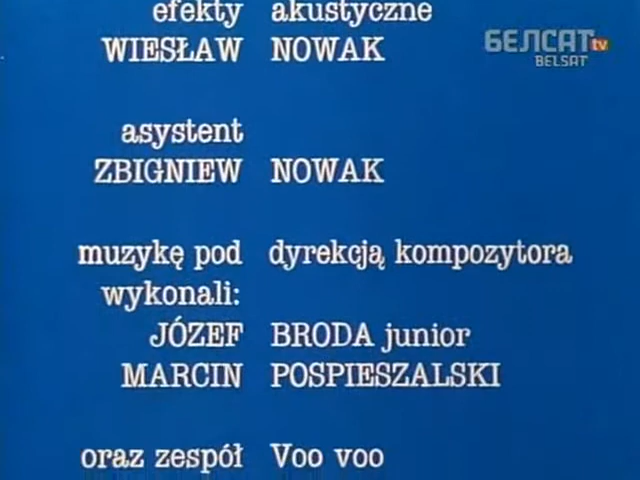 efekty akustyczne
WIESŁAW NOWAK
БЕЛСАТ tv
BELSAT
asystent
ZBIGNIEW NOWAK
muzykę pod dyrekcją kompozytora
wykonali:
JÓZEF BRODA junior
MARCIN POSPIESZALSKI
oraz zespół Voo voo